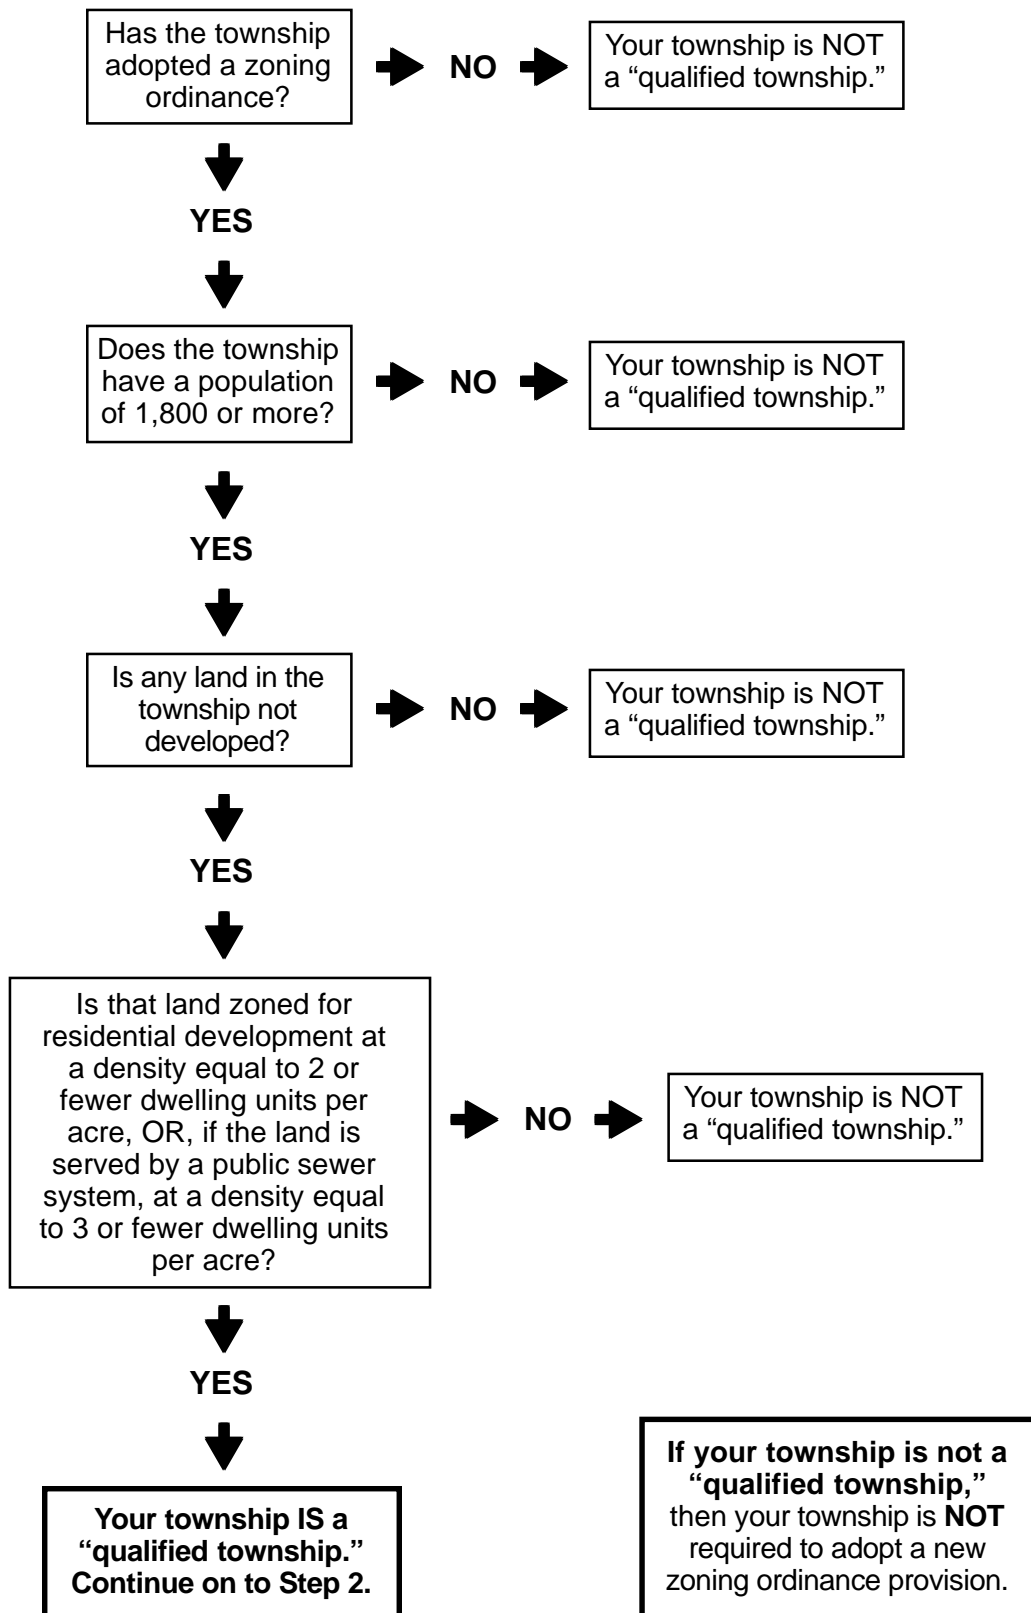 Has the township
adopted a zoning
ordinance?
NO
Your township is NOT
a “qualified township.”
YES
Does the township
have a population
of 1,800 or more?
NO
Your township is NOT
a “qualified township.”
YES
Is any land in the
township not
developed?
NO
Your township is NOT
a “qualified township.”
YES
Is that land zoned for
residential development at
a density equal to 2 or
fewer dwelling units per
acre, OR, if the land is
served by a public sewer
system, at a density equal
to 3 or fewer dwelling units
per acre?
NO
Your township is NOT
a “qualified township.”
YES
Your township IS a
“qualified township.”
Continue on to Step 2.
If your township is not a
“qualified township,”
then your township is NOT
required to adopt a new
zoning ordinance provision.